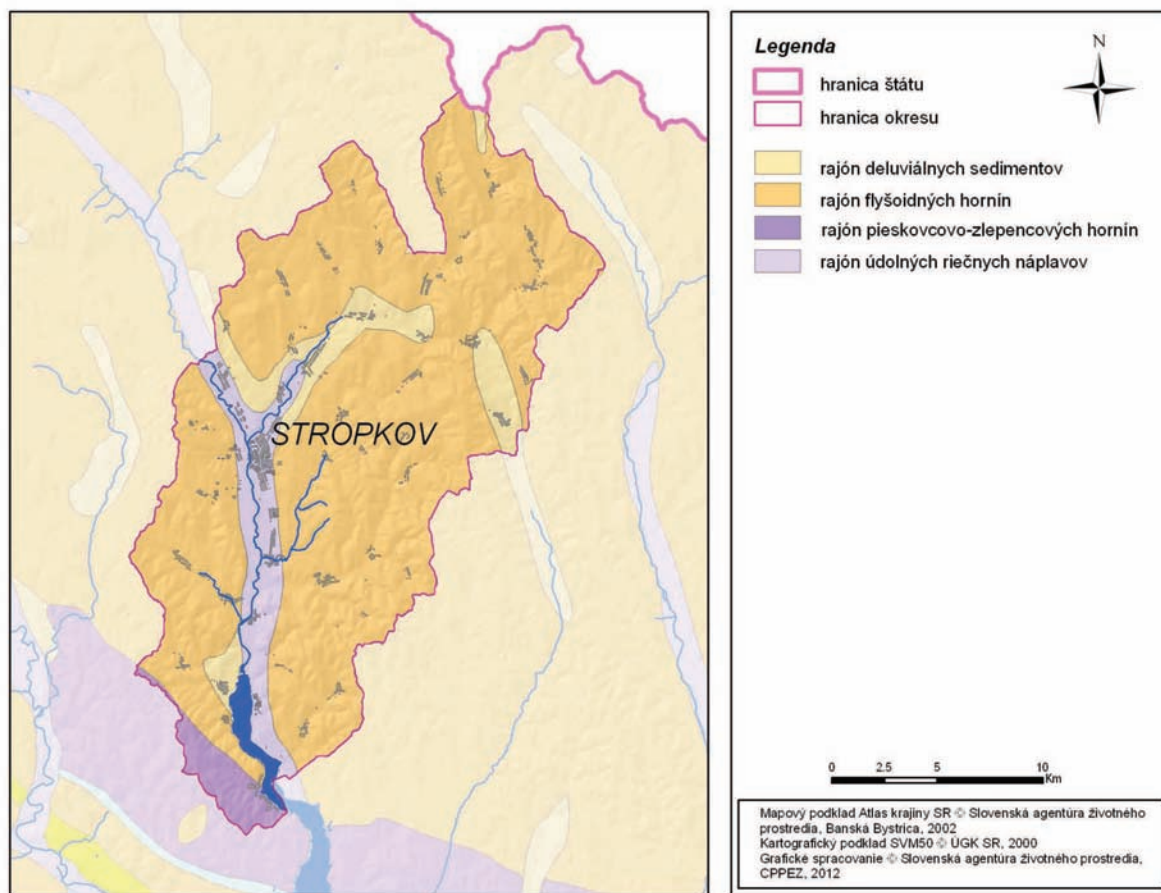 STROPKOV
Legenda
N
hranica štátu
hranica okresu
rajón deluviálnych sedimentov
rajón flyšoidných hornín
rajón pieskovcovo-zlepencových hornín
rajón údolných riečnych náplavov
0 2.5 5 10
Km
Mapový podklad Atlas krajiny SR © Slovenská agentúra životného
prostredia, Banská Bystrica, 2002
Kartografický podklad SVM50 © ÚGK SR, 2000
Grafické spracovanie © Slovenská agentúra životného prostredia,
CPPEZ, 2012